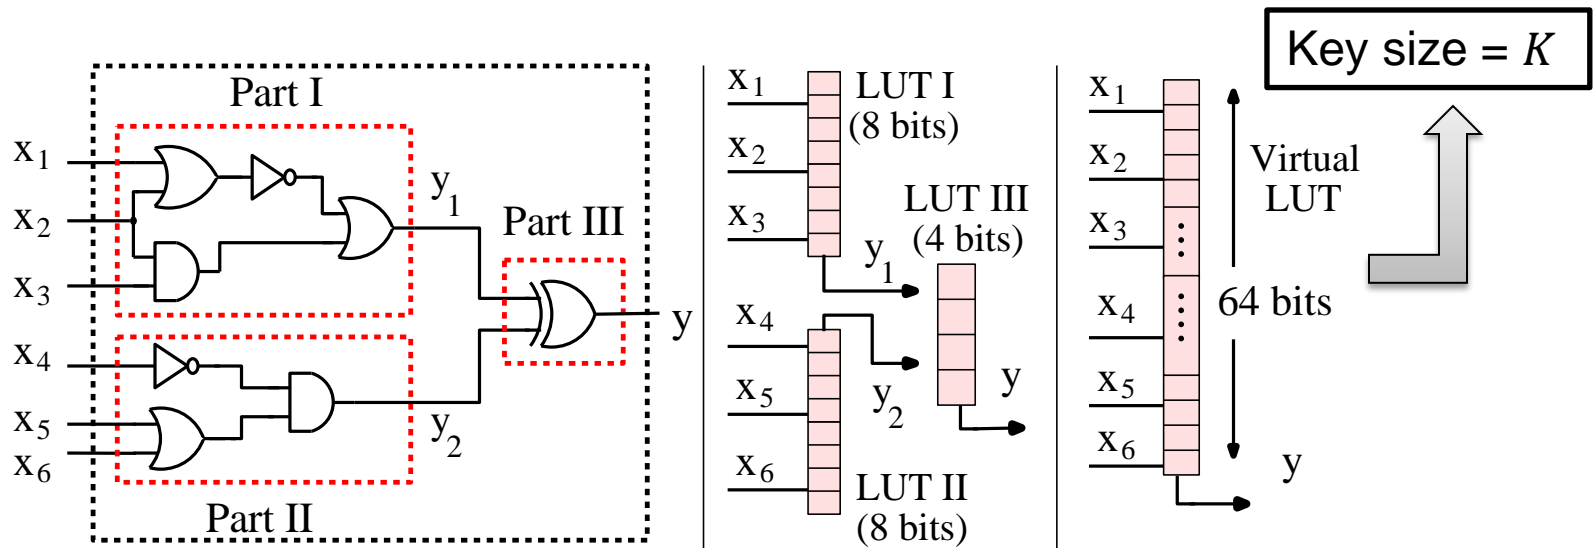 Key size = K
Part I
x1
x2
x3
y1
Part III
y
x4
x5
x6
y2
Part II
x1
LUT I
(8 bits)
x2
x3
LUT III
(4 bits)
y1
x4
x5
y2
y
x6
LUT II
(8 bits)
x1
x2
Virtual
LUT
x3
x4
64 bits
x5
x6
y